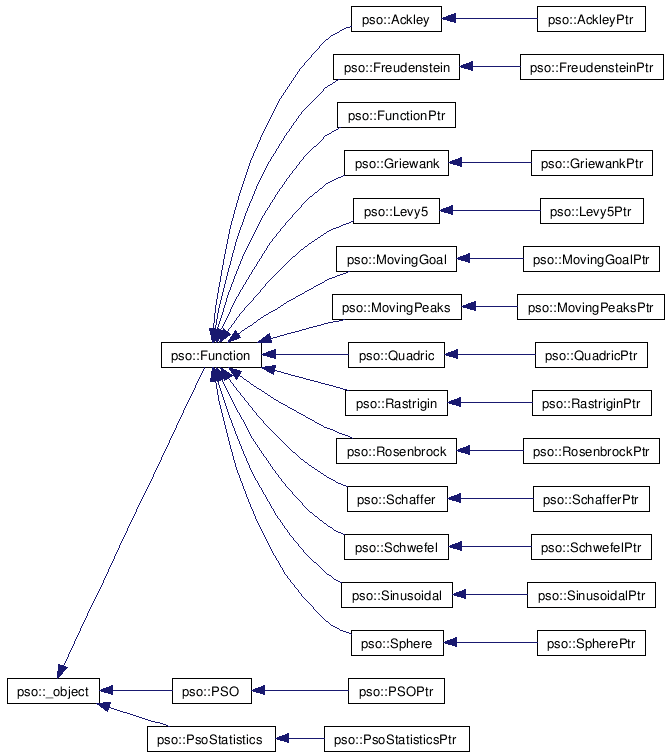 pso::Ackley
pso::AckleyPtr
pso::Freudenstein
pso::FreudensteinPtr
pso::FunctionPtr
pso::Griewank
pso::GriewankPtr
pso::Levy5
pso::Levy5Ptr
pso::MovingGoal
pso::MovingGoalPtr
pso::MovingPeaks
pso::MovingPeaksPtr
pso::Function
pso::Quadric
pso::QuadricPtr
pso::Rastrigin
pso::RastriginPtr
pso::Rosenbrock
pso::RosenbrockPtr
pso::Schaffer
pso::SchafferPtr
pso::Schwefel
pso::SchwefelPtr
pso::Sinusoidal
pso::SinusoidalPtr
pso::Sphere
pso::SpherePtr
pso::_object
pso::PSO
pso::PSOPtr
pso::PsoStatistics
pso::PsoStatisticsPtr